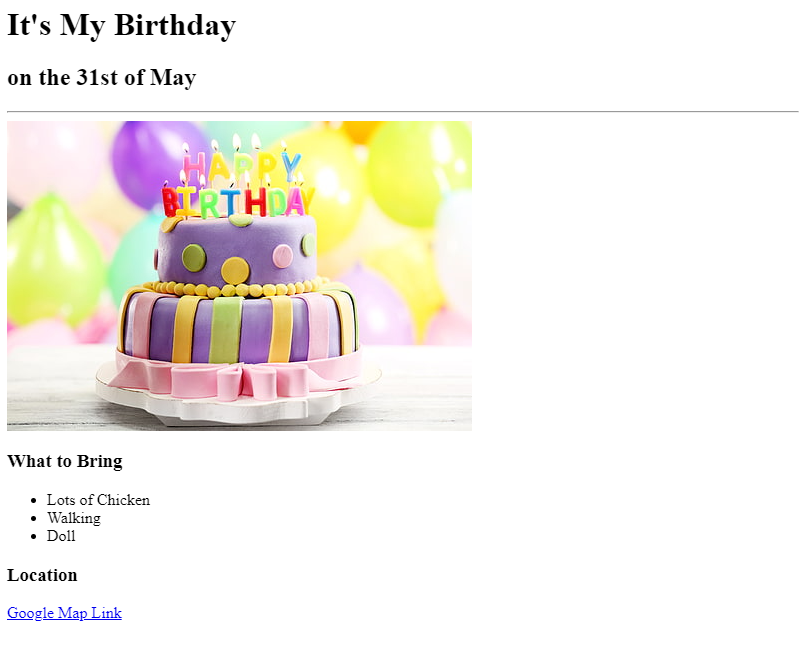 It's My Birthday
on the 31st of May
HAPPY
BIRTHDAY
What to Bring
Lots of Chicken
Walking
Doll
Location
Google Map Link